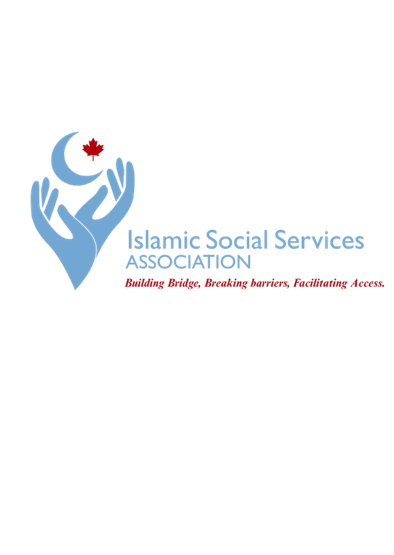 Islamic Social Services
ASSOCIATION
Building Bridge, Breaking barriers, Facilitating Access.